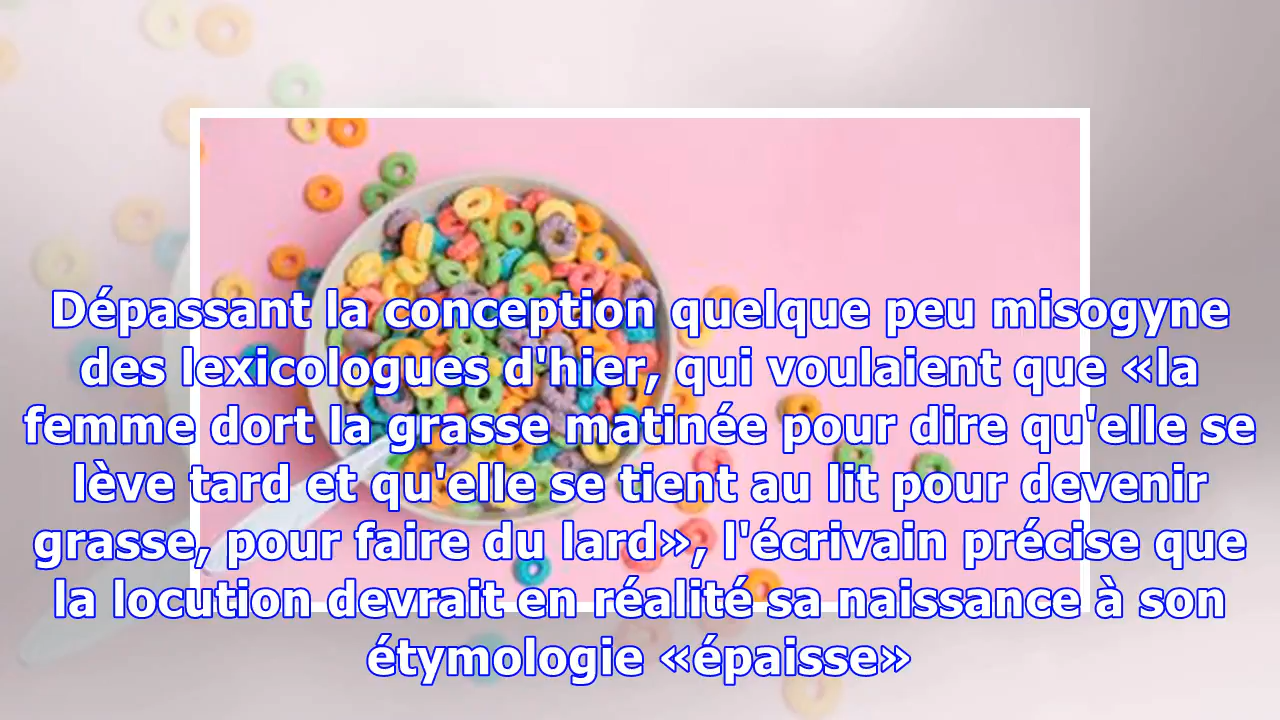 Dépassant la conception quelque peu misogyne
des lexicologues d'hier, qui voulaient que «la
femme dort la grasse matinée pour dire qu'elle se
lève tard et qu'elle se tient au lit pour devenir
grasse, pour faire du lard», l'écrivain précise que
la locution devrait en réalité sa naissance à son
étymologie «épaisse»